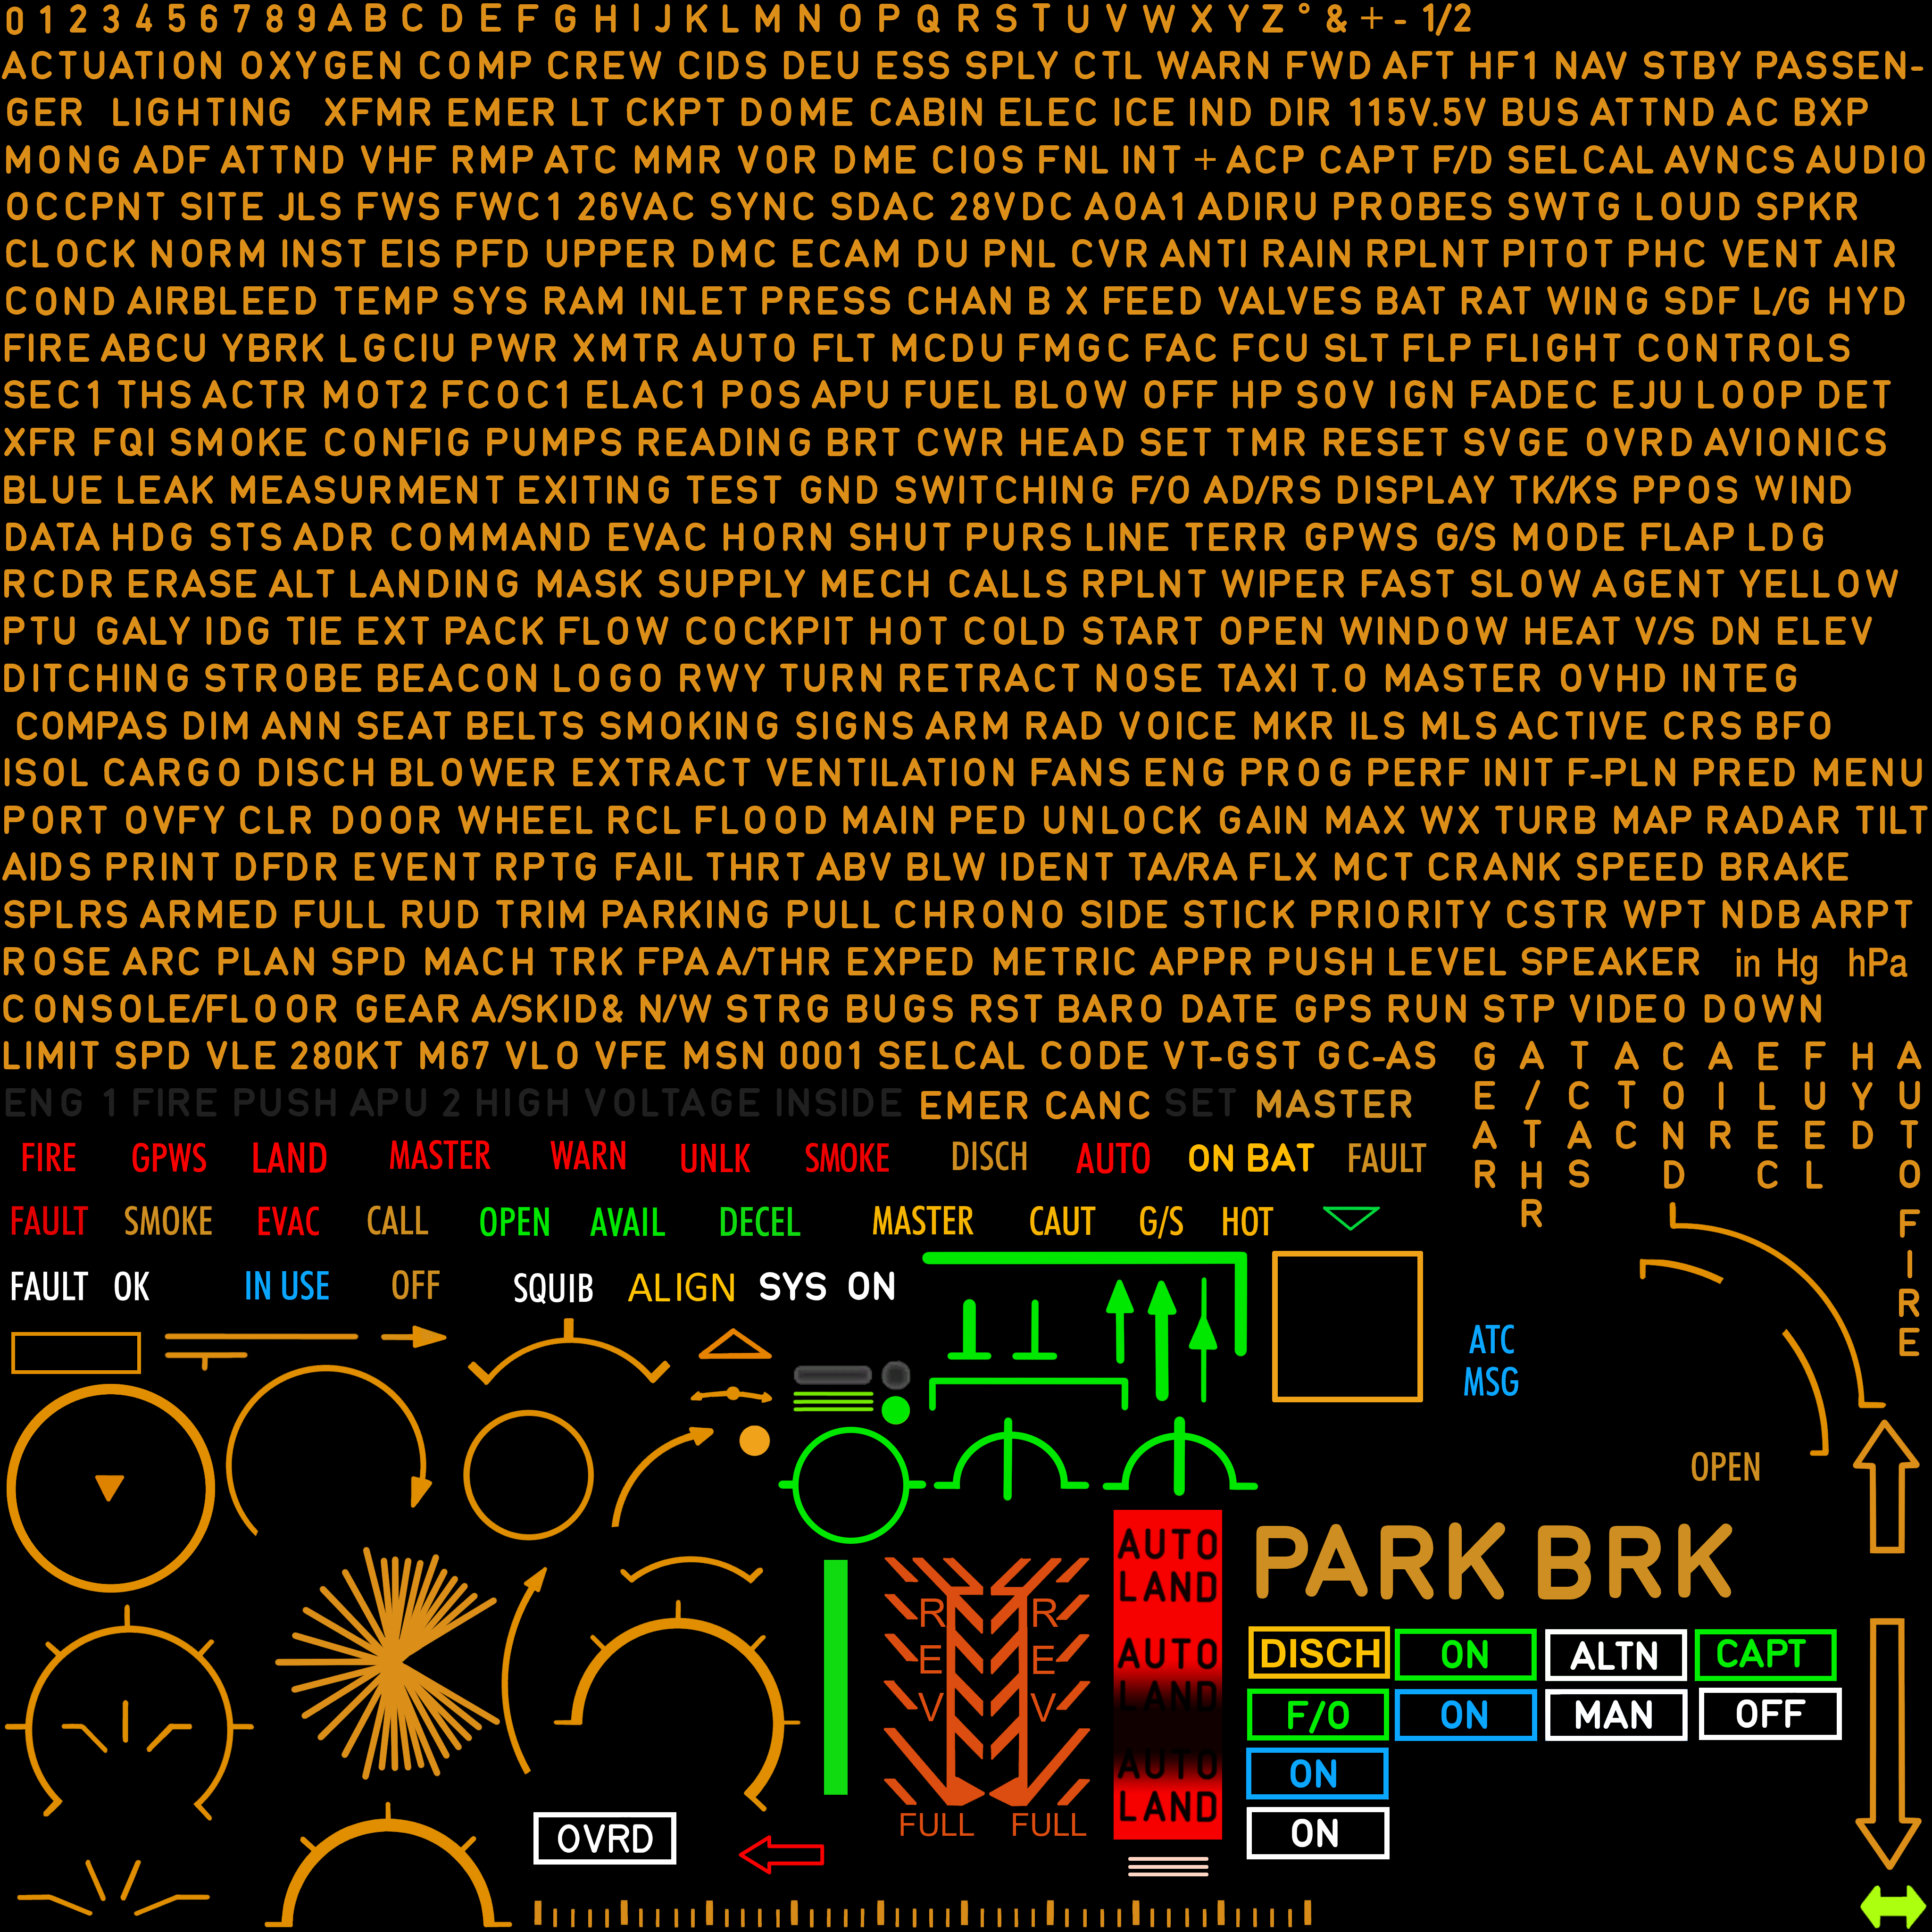 0 1 2 3 4 5 6 7 8 9 A B C D E F G H I J K L M N O P Q R S T U V W X Y Z ° & + - 1/2
ACTUATION OXYGEN COMP CREW CIDS DEU ESS SPLY CTL WARN FWD AFT HF1 NAV STBY PASSEN-
GER LIGHTING XFMR EMER LT CKPT DOME CABIN ELEC ICE IND DIR 115V.5V BUS ATTND AC BXP
MONG ADF ATTND VHF RMP ATC MMR VOR DME CIOS FNL INT + ACP CAPT F/D SELCAL AVNCS AUDIO
OCCPNT SITE JLS FWS FWC1 26VAC SYNC SDAC 28VDC AOA1 ADIRU PROBES SWTG LOUD SPKR
CLOCK NORM INST EIS PFD UPPER DMC ECAM DU PNL CVR ANTI RAIN RPLNT PITOT PHC VENT AIR
COND AIRBLEED TEMP SYS RAM INLET PRESS CHAN B X FEED VALVES BAT RAT WING SDF L/G HYD
FIRE ABCU YBRK LGCIU PWR XMTR AUTO FLT MCDU FMGC FAC FCU SLT FLP FLIGHT CONTROLS
SEC1 THS ACTR MOT2 FCOC1 ELAC1 POS APU FUEL BLOW OFF HP SOV IGN FADEC EJU LOOP DET
XFR FQI SMOKE CONFIG PUMPS READING BRT CWR HEAD SET TMR RESET SVGE OVRD AVIONICS
BLUE LEAK MEASURMENT EXITING TEST GND SWITCHING F/O AD/RS DISPLAY TK/KS PPOS WIND
DATA HDG STS ADR COMMAND EVAC HORN SHUT PURS LINE TERR GPWS G/S MODE FLAP LDG
RCDR ERASE ALT LANDING MASK SUPPLY MECH CALLS RPLNT WIPER FAST SLOW AGENT YELLOW
PTU GALY IDG TIE EXT PACK FLOW COCKPIT HOT COLD START OPEN WINDOW HEAT V/S DN ELEV
DITCHING STROBE BEACON LOGO RWY TURN RETRACT NOSE TAXI T.O MASTER OVHD INTEG
COMPAS DIM ANN SEAT BELTS SMOKING SIGNS ARM RAD VOICE MKR ILS MLS ACTIVE CRS BFO
ISOL CARGO DISCH BLOWER EXTRACT VENTILATION FANS ENG PROG PERF INIT F-PLN PRED MENU
PORT OVFY CLR DOOR WHEEL RCL FLOOD MAIN PED UNLOCK GAIN MAX WX TURB MAP RADAR TILT
AIDS PRINT DFDR EVENT RPTG FAIL THRT ABV BLW IDENT TA/RA FLX MCT CRANK SPEED BRAKE
SPLRS ARMED FULL RUD TRIM PARKING PULL CHRONO SIDE STICK PRIORITY CSTR WPT NDB ARPT
ROSE ARC PLAN SPD MACH TRK FPA A/THR EXPED METRIC APPR PUSH LEVEL SPEAKER in Hg hPa
CONSOLE/FLOOR GEAR A/SKID& N/W STRG BUGS RST BARO DATE GPS RUN STP VIDEO DOWN
LIMIT SPD VLE 280KT M67 VLO VFE MSN 0001 SELCAL CODE VT-GST GC-AS
GEAR
A/THR
TCAS
ATC
COND
AIR
ELEC
FUEL
HYD
AUTO FIRE
ENG 1 FIRE PUSH APU 2 HIGH VOLTAGE INSIDE EMER CANC SET MASTER
FIRE GPWS LAND MASTER WARN UNLK SMOKE DISCH AUTO ON BAT FAULT
FAULT SMOKE EVAC CALL OPEN AVAIL DECEL MASTER CAUT G/S HOT
FAULT OK IN USE OFF SQUIB ALIGN SYS ON
ATC
MSG
OPEN
AUTO
LAND
AUTO
LAND
AUTO
LAND
PARK BRK
REV
REV
FULL FULL
DISCH ON ALTN CAPT
F/O ON MAN OFF
ON
ON
OVRD